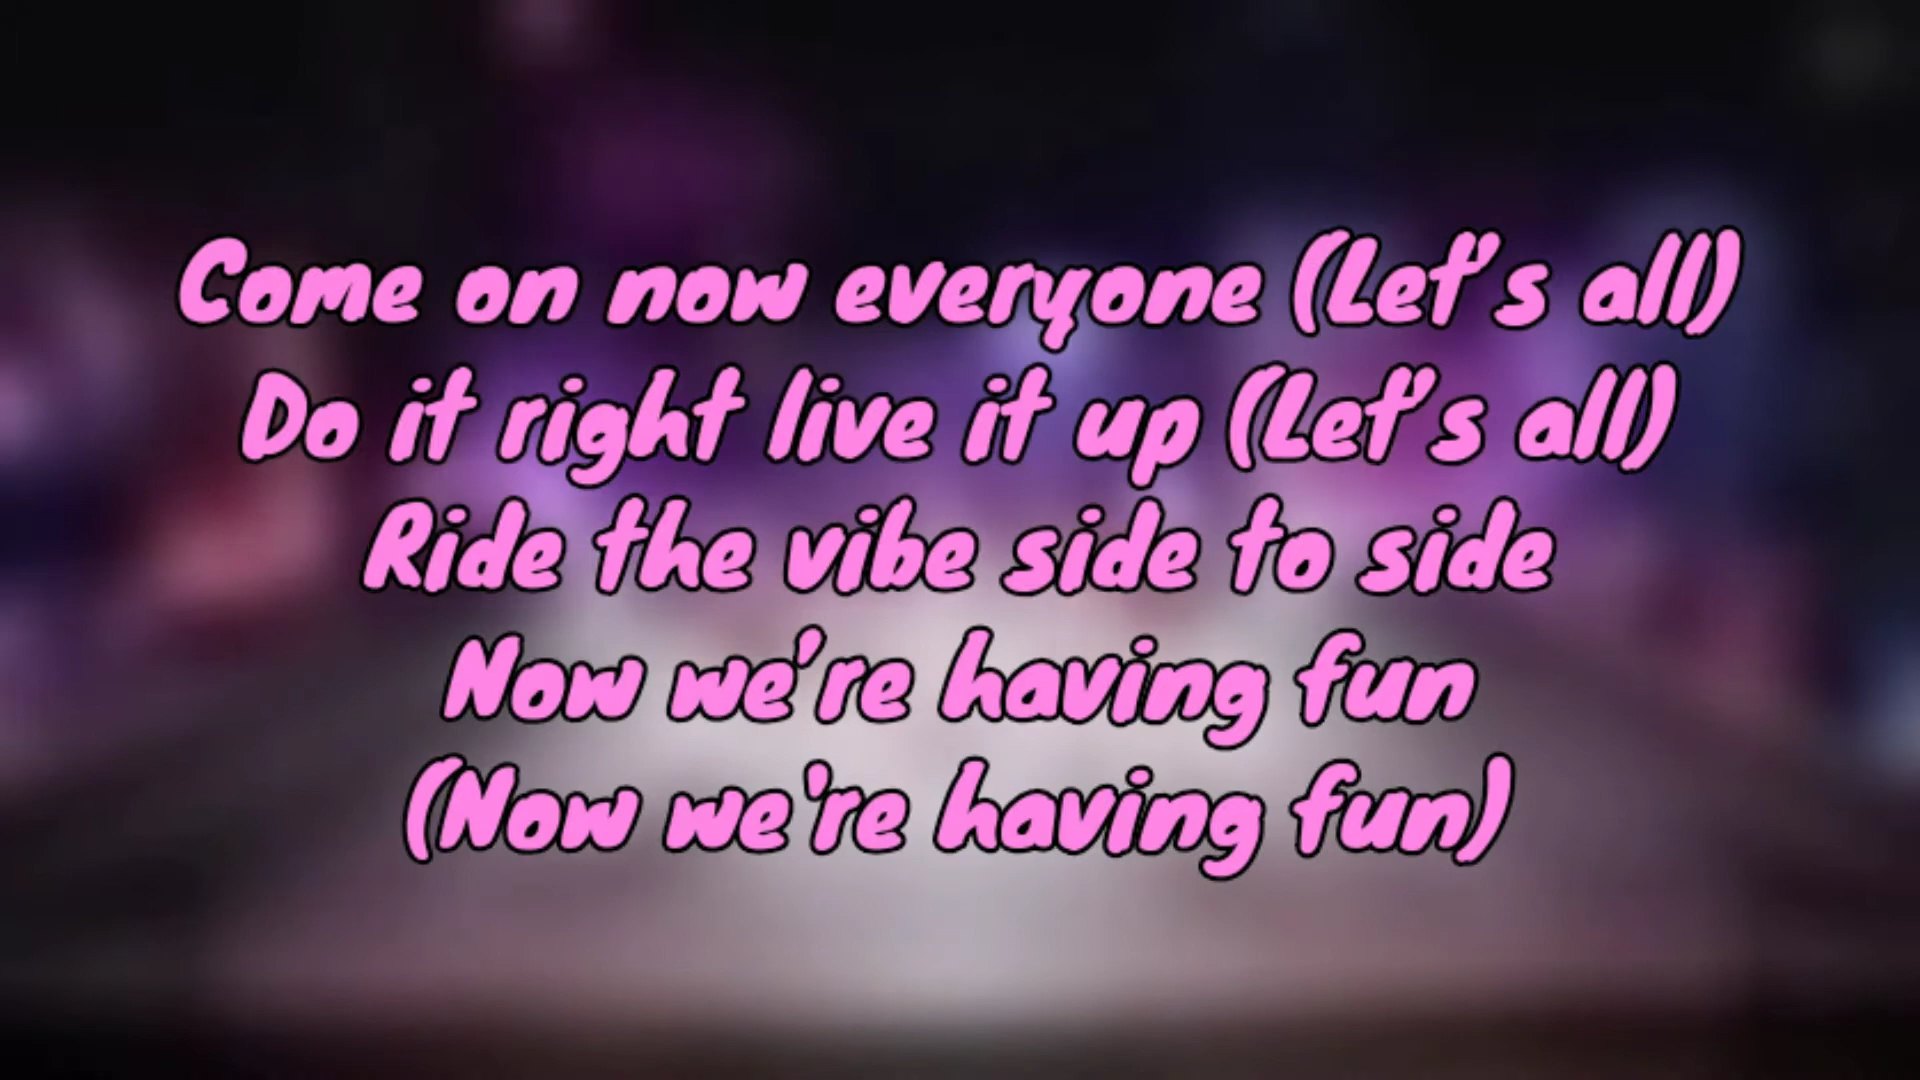 Come on now everyone (Let's all)
Do it right live it up (Let's all)
Ride the vibe side to side
Now we're having fun
(Now we're having fun)